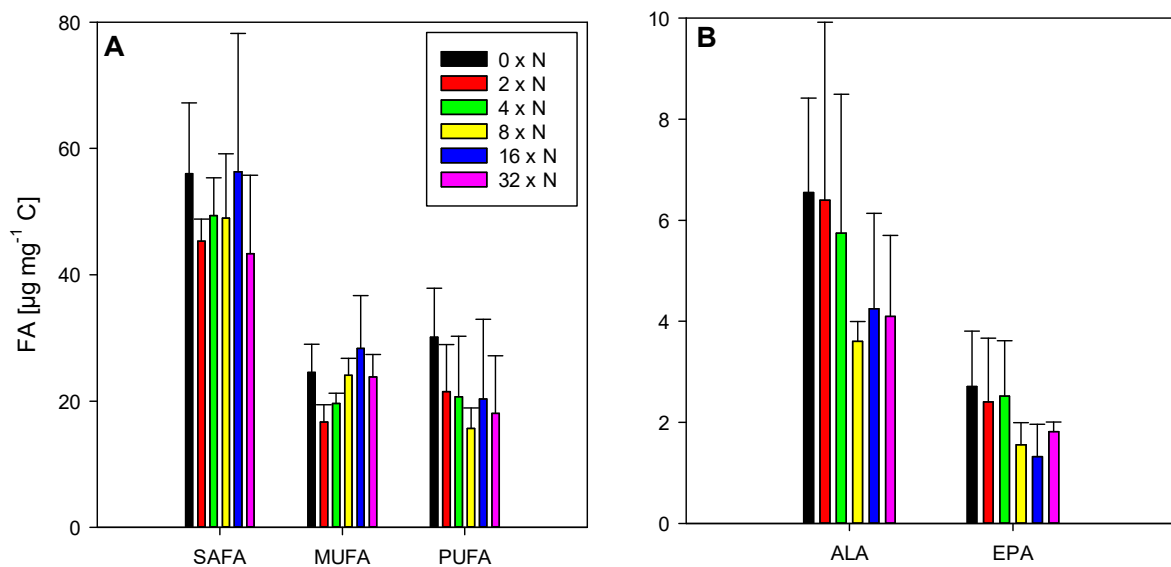 A
80
60
40
20
0
FA [µg mg⁻¹ C]
0 x N
2 x N
4 x N
8 x N
16 x N
32 x N
SAFA MUFA PUFA
B
10
8
6
4
2
0
ALA EPA